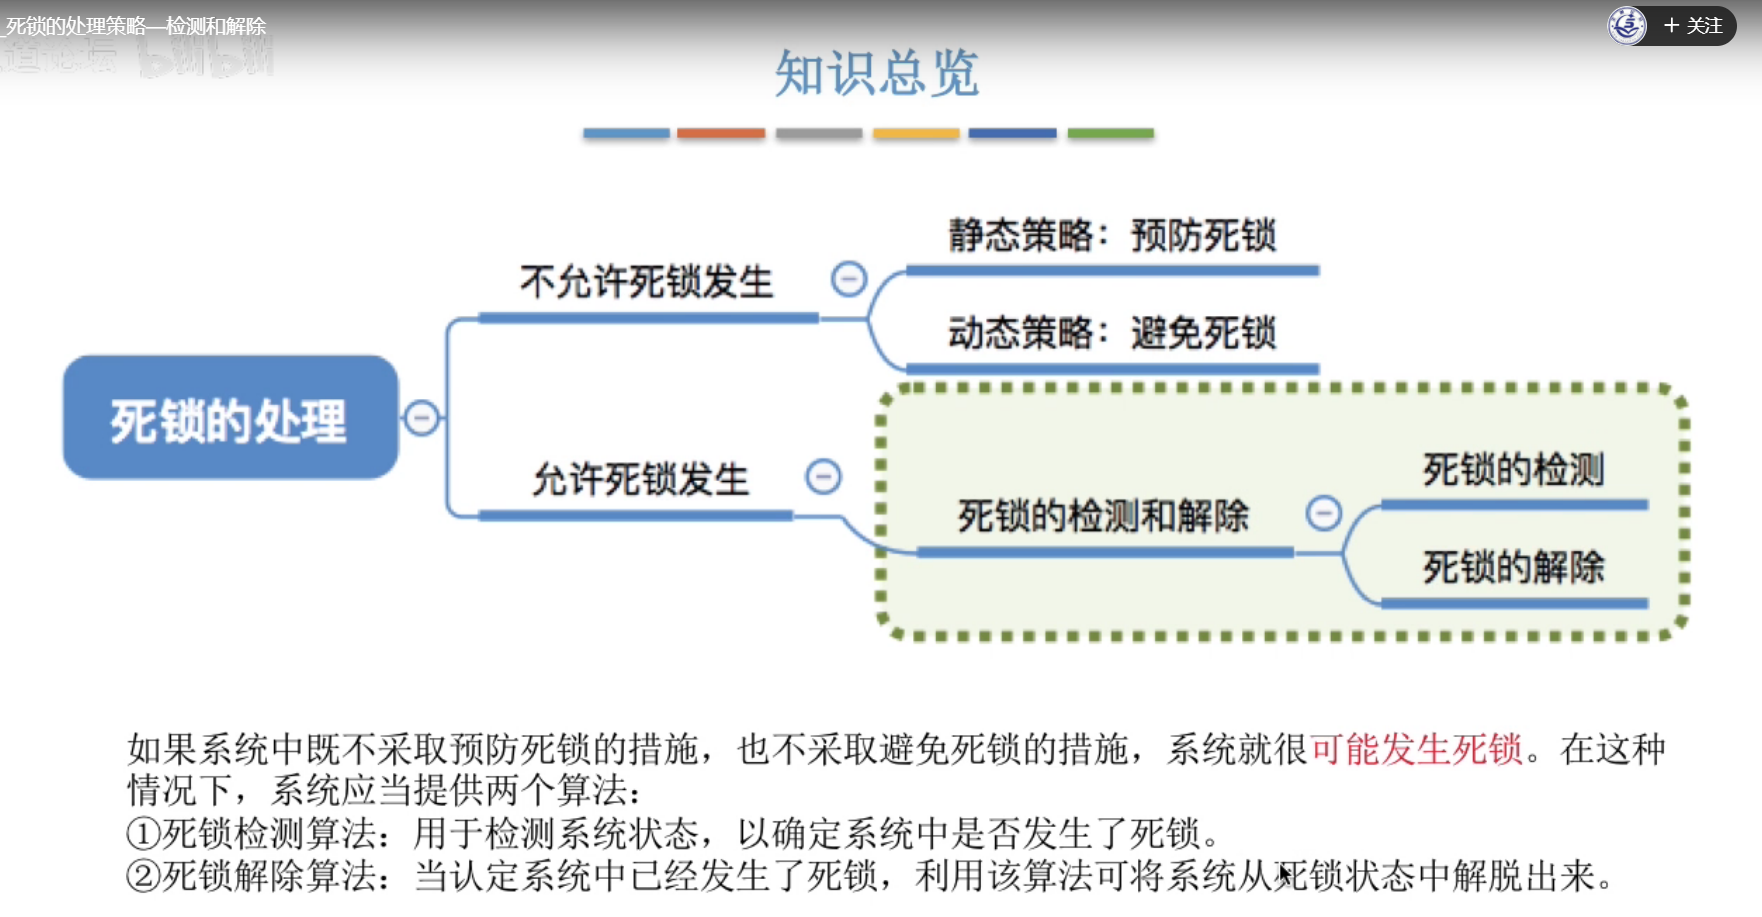 死锁的处理策略—检测和解除
+ 关注
道论坛 bilibili
知识总览
静态策略：预防死锁
不允许死锁发生
动态策略：避免死锁
死锁的处理
允许死锁发生
死锁的检测
死锁的检测和解除
死锁的解除
如果系统中既不采取预防死锁的措施，也不采取避免死锁的措施，系统就很可能发生死锁。在这种
情况下，系统应当提供两个算法：
①死锁检测算法：用于检测系统状态，以确定系统中是否发生了死锁。
②死锁解除算法：当认定系统中已经发生了死锁，利用该算法可将系统从死锁状态中解脱出来。